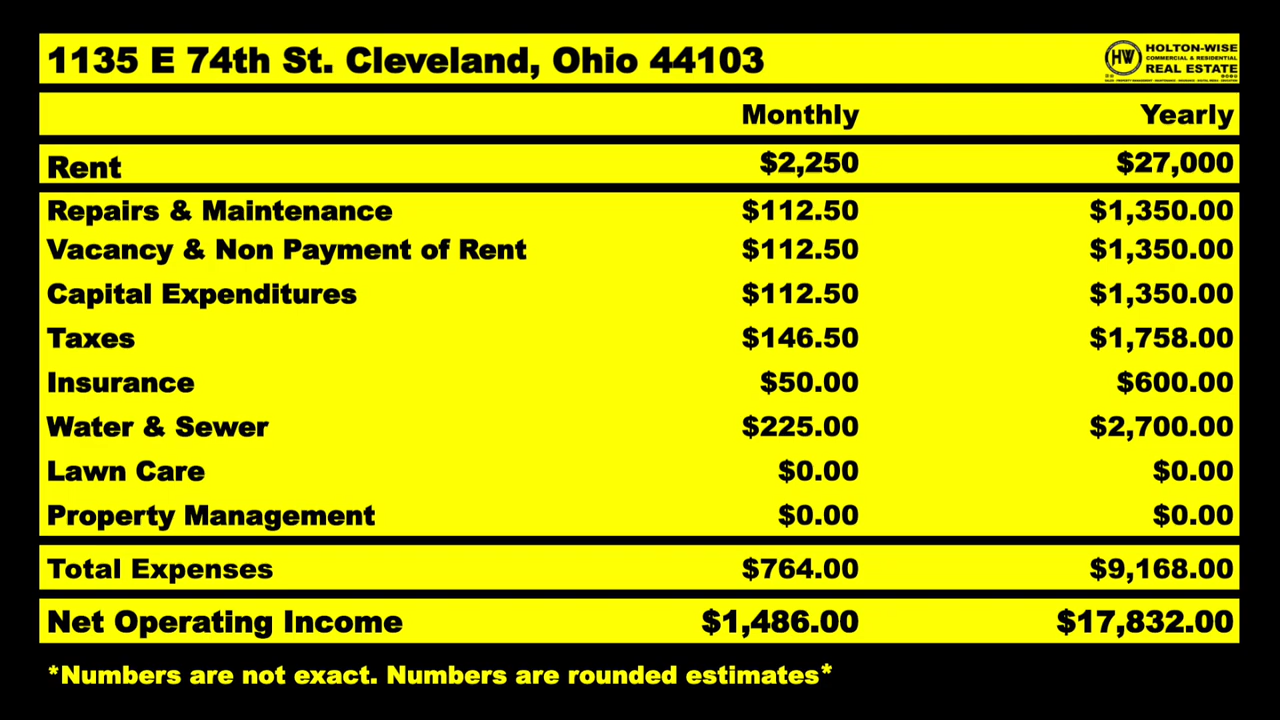 1135 E 74th St. Cleveland, Ohio 44103
HW
HOLTON-WISE
COMMERCIAL & RESIDENTIAL
REAL ESTATE
Monthly Yearly
Rent $2,250 $27,000
Repairs & Maintenance $112.50 $1,350.00
Vacancy & Non Payment of Rent $112.50 $1,350.00
Capital Expenditures $112.50 $1,350.00
Taxes $146.50 $1,758.00
Insurance $50.00 $600.00
Water & Sewer $225.00 $2,700.00
Lawn Care $0.00 $0.00
Property Management $0.00 $0.00
Total Expenses $764.00 $9,168.00
Net Operating Income $1,486.00 $17,832.00
*Numbers are not exact. Numbers are rounded estimates*